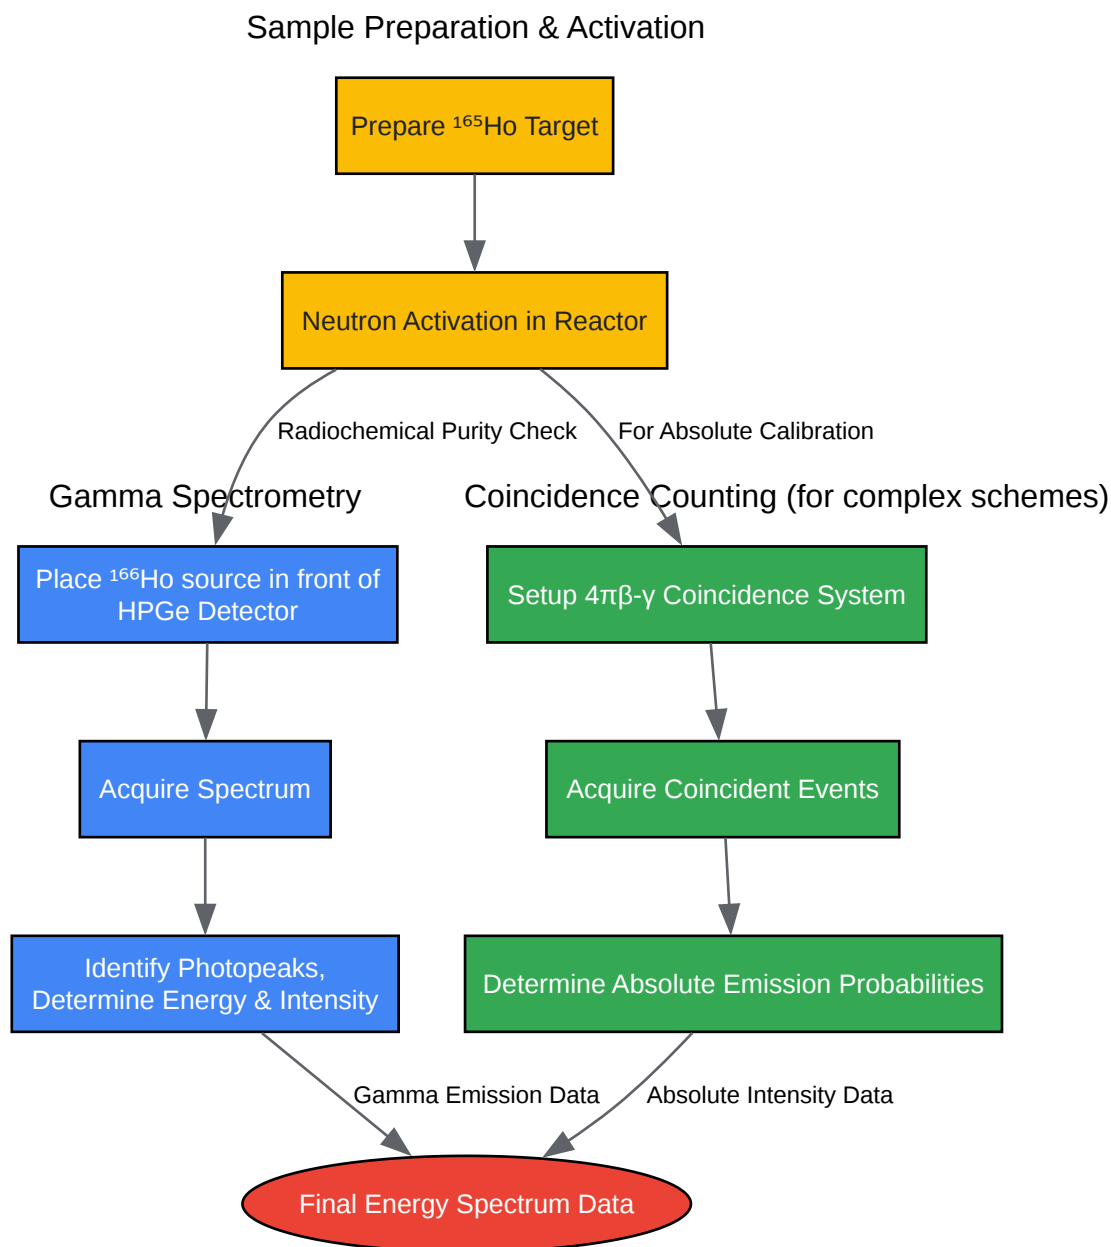 Sample Preparation & Activation
Prepare ¹⁶⁵Ho Target
Neutron Activation in Reactor
Radiochemical Purity Check
For Absolute Calibration
Gamma Spectrometry
Coincidence Counting (for complex schemes)
Place ¹⁶⁶Ho source in front of
HPGe Detector
Setup 4πβ-γ Coincidence System
Acquire Spectrum
Acquire Coincident Events
Identify Photopeaks,
Determine Energy & Intensity
Determine Absolute Emission Probabilities
Gamma Emission Data
Absolute Intensity Data
Final Energy Spectrum Data